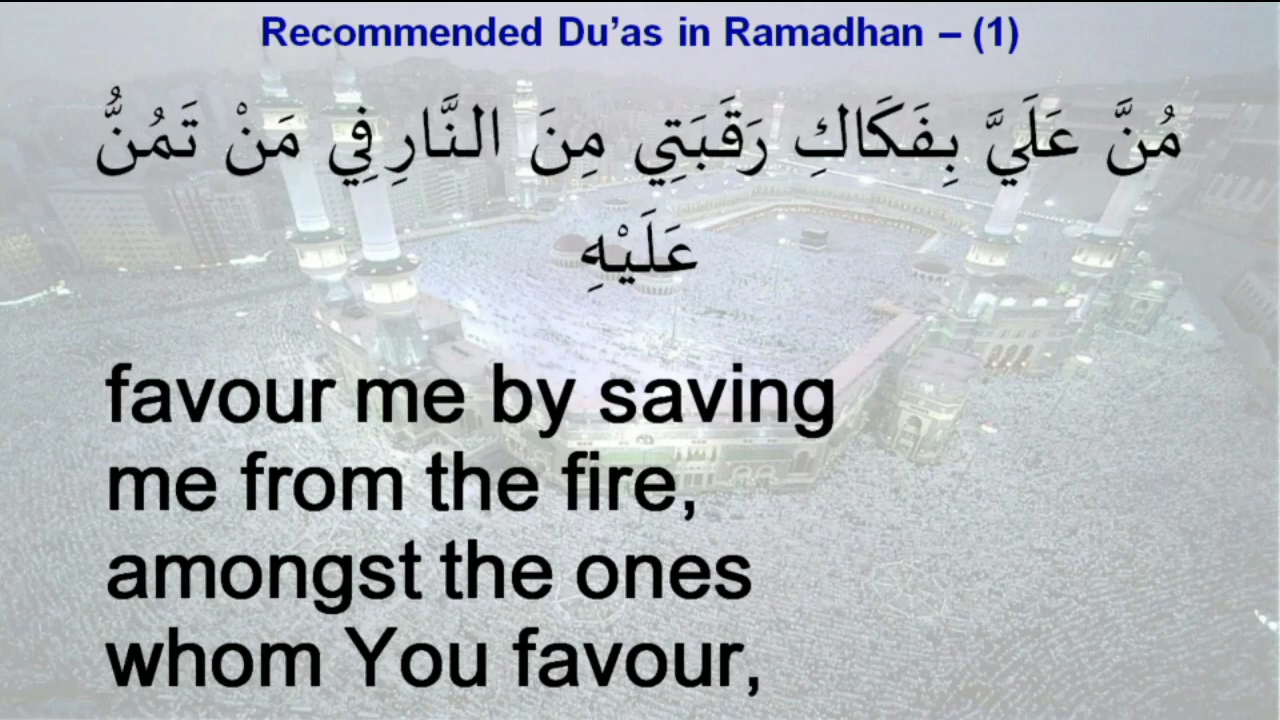 Recommended Du’as in Ramadhan – (1)
مُنَّ عَلَيَّ بِفَكَاكِ رَقَبَتِي مِنَ النَّارِ فِي مَنْ تَمُنُّ
عَلَيْهِ
favour me by saving
me from the fire,
amongst the ones
whom You favour,